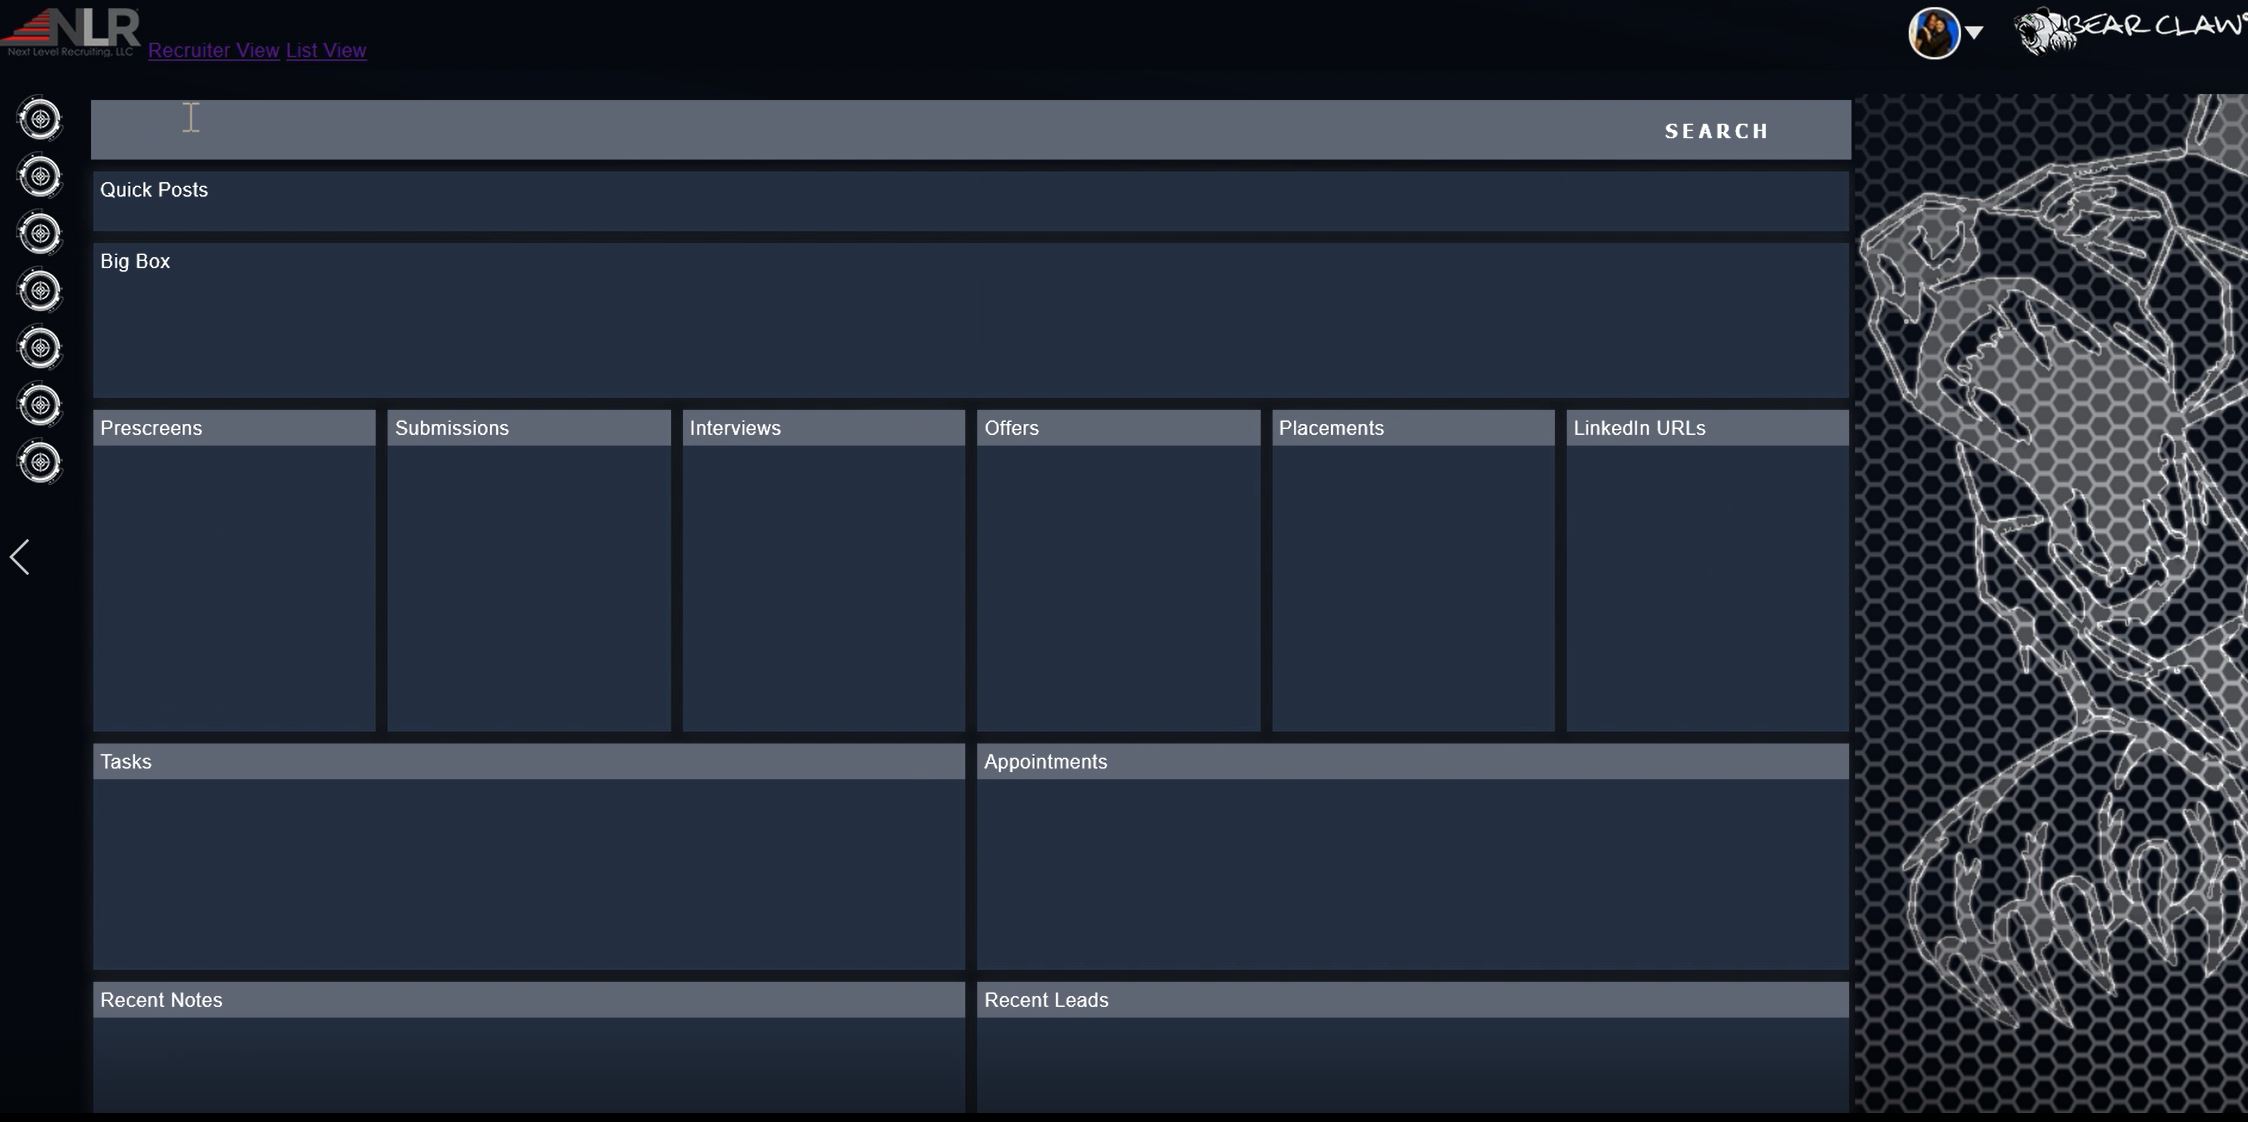 NLR
Next Level Recruiting, LLC
Recruiter View List View
BEAR CLAW
SEARCH
Quick Posts
Big Box
Prescreens
Submissions
Interviews
Offers
Placements
LinkedIn URLs
Tasks
Appointments
Recent Notes
Recent Leads